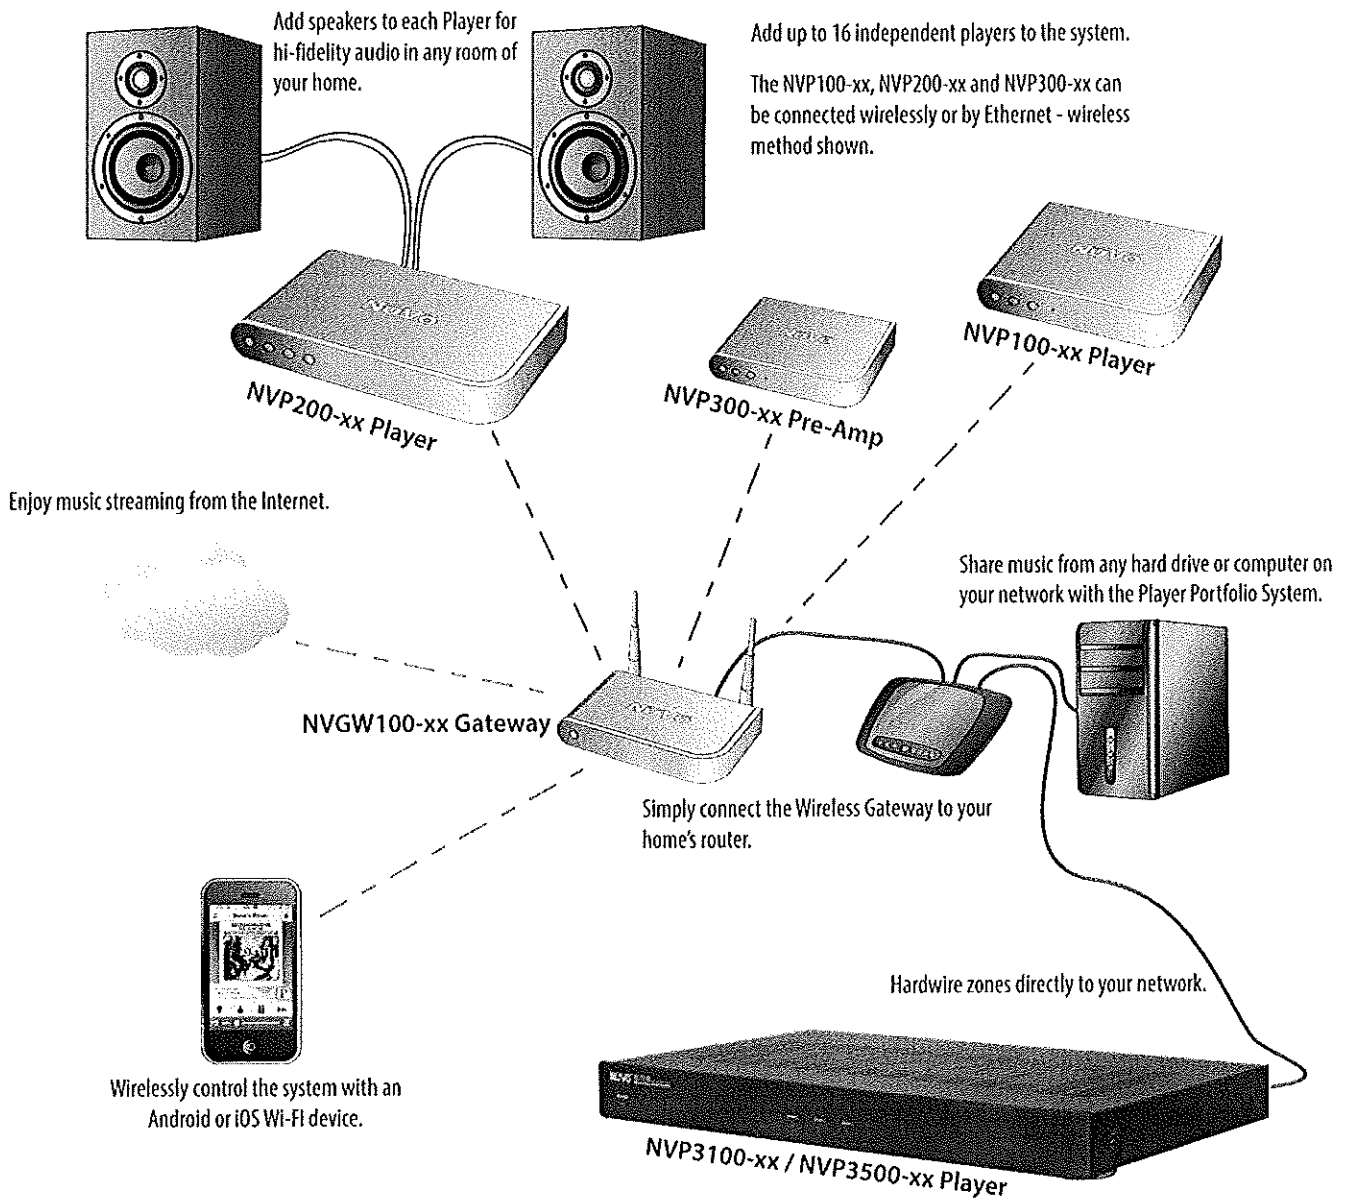 Add speakers to each Player for
hi-fidelity audio in any room of
your home.
Add up to 16 independent players to the system.
The NVP100-xx, NVP200-xx and NVP300-xx can
be connected wirelessly or by Ethernet - wireless
method shown.
NUVO
NVP200-xx Player
NUVO
NVP300-xx Pre-Amp
NUVO
NVP100-xx Player
Enjoy music streaming from the Internet.
Share music from any hard drive or computer on
your network with the Player Portfolio System.
NUVO
NVGW100-xx Gateway
Simply connect the Wireless Gateway to your
home's router.
Hardwire zones directly to your network.
Wirelessly control the system with an
Android or iOS Wi-FI device.
NVP3100-xx / NVP3500-xx Player